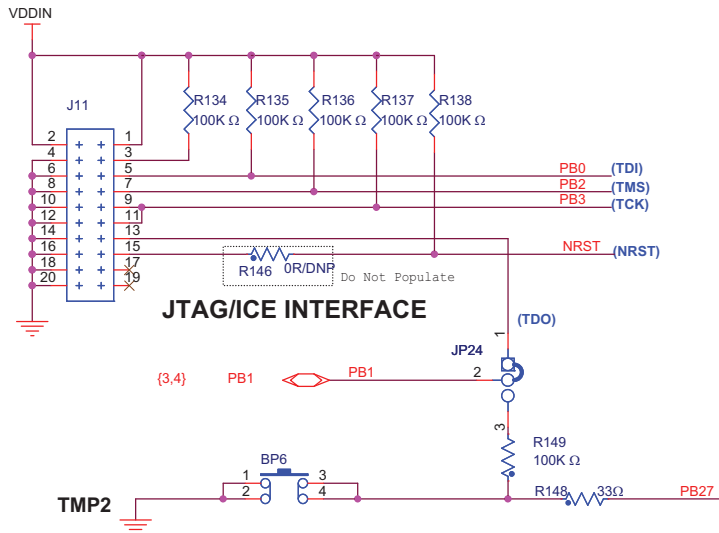 VDDIN
J11
R134 R135 R136 R137 R138
100K Ω 100K Ω 100K Ω 100K Ω 100K Ω
2 1
4 3
6 5 PB0 (TDI)
8 7 PB2 (TMS)
10 9 PB3 (TCK)
12 11
14 13
16 15 NRST (NRST)
18 17
20 19
R146 0R/DNP Do Not Populate
JTAG/ICE INTERFACE
(TDO)
1
JP24
{3,4} PB1 PB1 2
3
R149
100K Ω
BP6
1 3
2 4
TMP2
R148 33Ω PB27